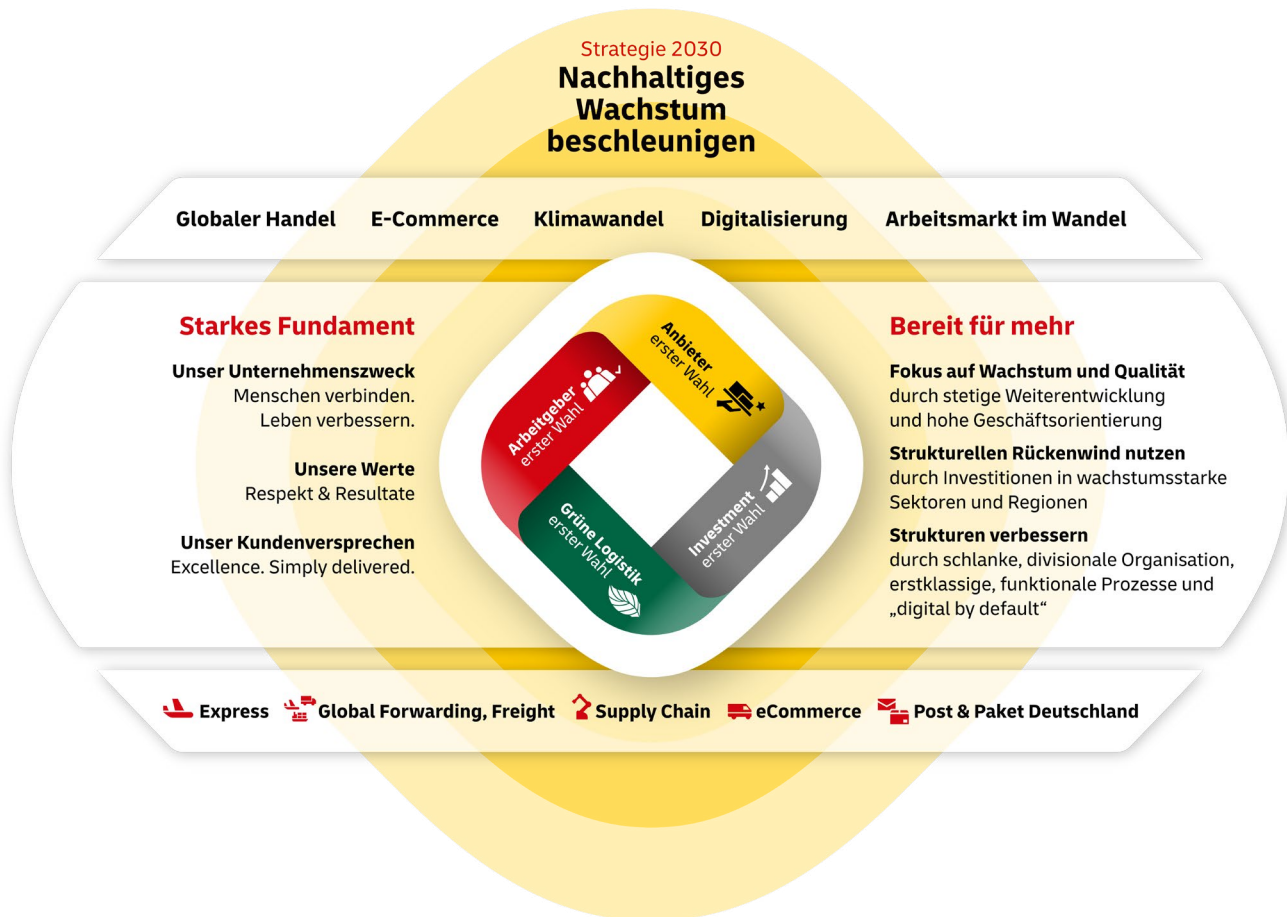 Strategie 2030
Nachhaltiges
Wachstum
beschleunigen
Globaler Handel E-Commerce Klimawandel Digitalisierung Arbeitsmarkt im Wandel
Starkes Fundament
Unser Unternehmenszweck
Menschen verbinden.
Leben verbessern.
Unsere Werte
Respekt & Resultate
Unser Kundenversprechen
Excellence. Simply delivered.
Arbeitgeber
erster Wahl
Anbieter
erster Wahl
Grüne Logistik
erster Wahl
Investment
erster Wahl
Bereit für mehr
Fokus auf Wachstum und Qualität
durch stetige Weiterentwicklung
und hohe Geschäftsorientierung
Strukturellen Rückenwind nutzen
durch Investitionen in wachstumsstarke
Sektoren und Regionen
Strukturen verbessern
durch schlanke, divisionale Organisation,
erstklassige, funktionale Prozesse und
„digital by default“
Express Global Forwarding, Freight Supply Chain eCommerce Post & Paket Deutschland